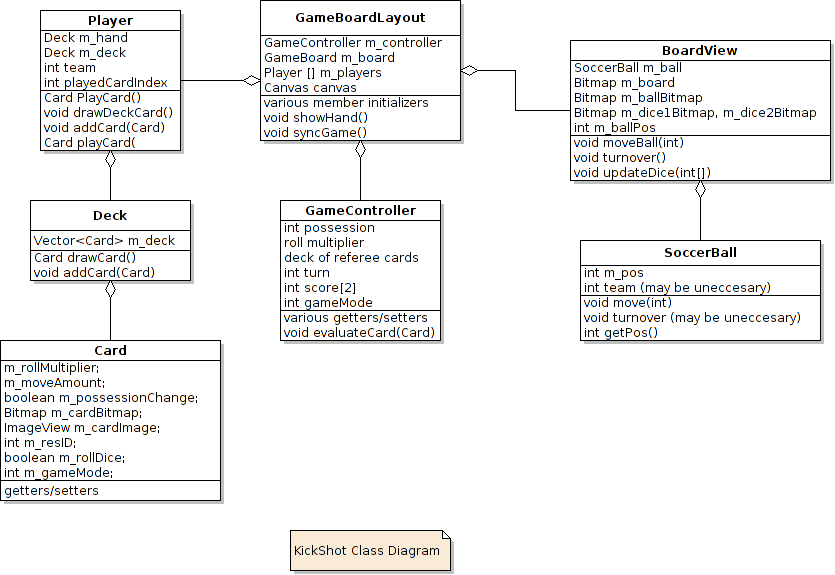 Player
Deck m_hand
Deck m_deck
int team
int playedCardIndex
Card PlayCard()
void drawDeckCard()
void addCard(Card)
Card playCard(
GameBoardLayout
GameController m_controller
GameBoard m_board
Player [] m_players
Canvas canvas
various member initializers
void showHand()
void syncGame()
BoardView
SoccerBall m_ball
Bitmap m_board
Bitmap m_ballBitmap
Bitmap m_dice1Bitmap, m_dice2Bitmap
int m_ballPos
void moveBall(int)
void turnover()
void updateDice(int[])
Deck
Vector<Card> m_deck
Card drawCard()
void addCard(Card)
GameController
int possession
roll multiplier
deck of referee cards
int turn
int score[2]
int gameMode
various getters/setters
void evaluateCard(Card)
SoccerBall
int m_pos
int team (may be uneccesary)
void move(int)
void turnover (may be uneccesary)
int getPos()
Card
m_rollMultiplier;
m_moveAmount;
boolean m_possessionChange;
Bitmap m_cardBitmap;
ImageView m_cardImage;
int m_resID;
boolean m_rollDice;
int m_gameMode;
getters/setters
KickShot Class Diagram